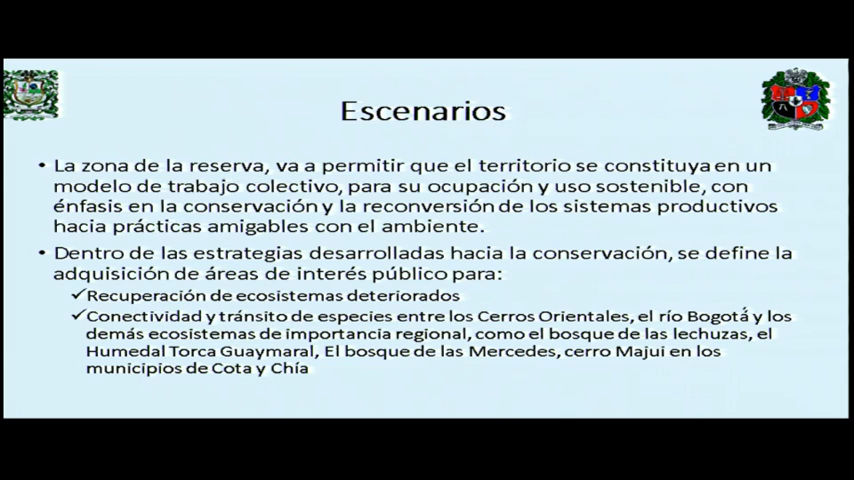 Escenarios
• La zona de la reserva, va a permitir que el territorio se constituya en un
modelo de trabajo colectivo, para su ocupación y uso sostenible, con
énfasis en la conservación y la reconversión de los sistemas productivos
hacia prácticas amigables con el ambiente.
• Dentro de las estrategias desarrolladas hacia la conservación, se define la
adquisición de áreas de interés público para:
✓Recuperación de ecosistemas deteriorados
✓Conectividad y tránsito de especies entre los Cerros Orientales, el río Bogotá y los
demás ecosistemas de importancia regional, como el bosque de las lechuzas, el
Humedal Torca Guaymaral, El bosque de las Mercedes, cerro Majui en los
municipios de Cota y Chía